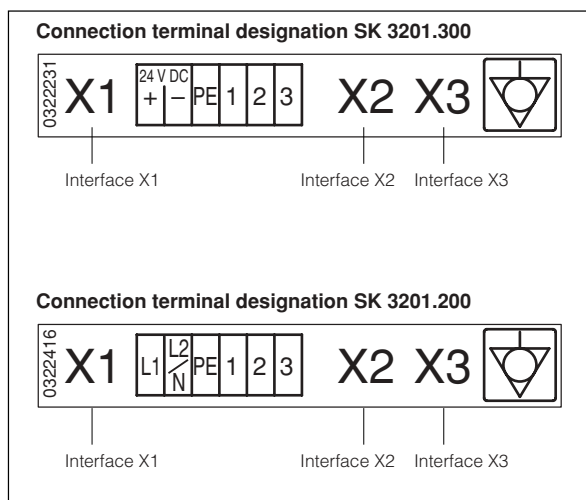 Connection terminal designation SK 3201.300
0322231
X1
24 V DC
+ − PE 1 2 3
X2 X3
Interface X1 Interface X2 Interface X3
Connection terminal designation SK 3201.200
0322416
X1
L1 L2/N PE 1 2 3
X2 X3
Interface X1 Interface X2 Interface X3